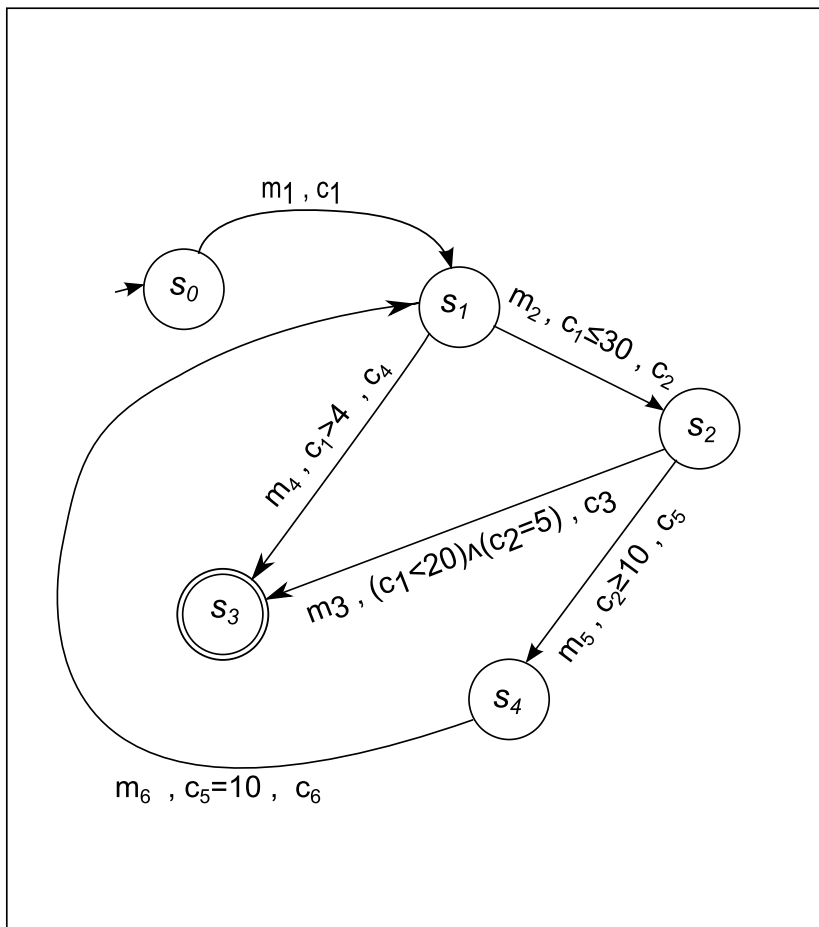 m₁ , c₁
s₀
s₁
m₂ , c₁≤30 , c₂
s₂
m₄ , c₁>4 , c₄
m₃ , (c₁<20)∧(c₂=5) , c₃
m₅ , c₂≥10 , c₅
s₃
s₄
m₆ , c₅=10 , c₆